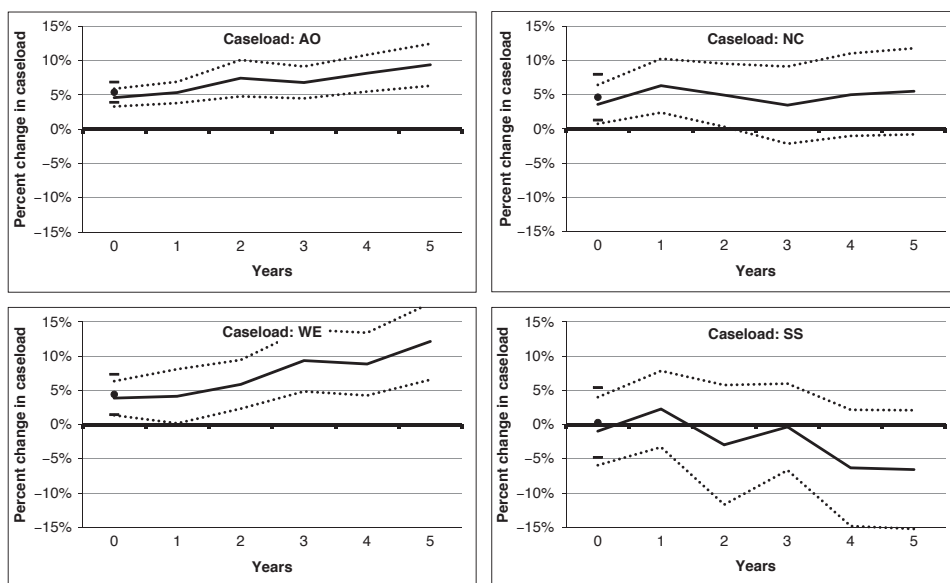 Caseload: AO
Percent change in caseload
15%
10%
5%
0%
−5%
−10%
−15%
0 1 2 3 4 5
Years
Caseload: NC
Percent change in caseload
15%
10%
5%
0%
−5%
−10%
−15%
0 1 2 3 4 5
Years
Caseload: WE
Percent change in caseload
15%
10%
5%
0%
−5%
−10%
−15%
0 1 2 3 4 5
Years
Caseload: SS
Percent change in caseload
15%
10%
5%
0%
−5%
−10%
−15%
0 1 2 3 4 5
Years